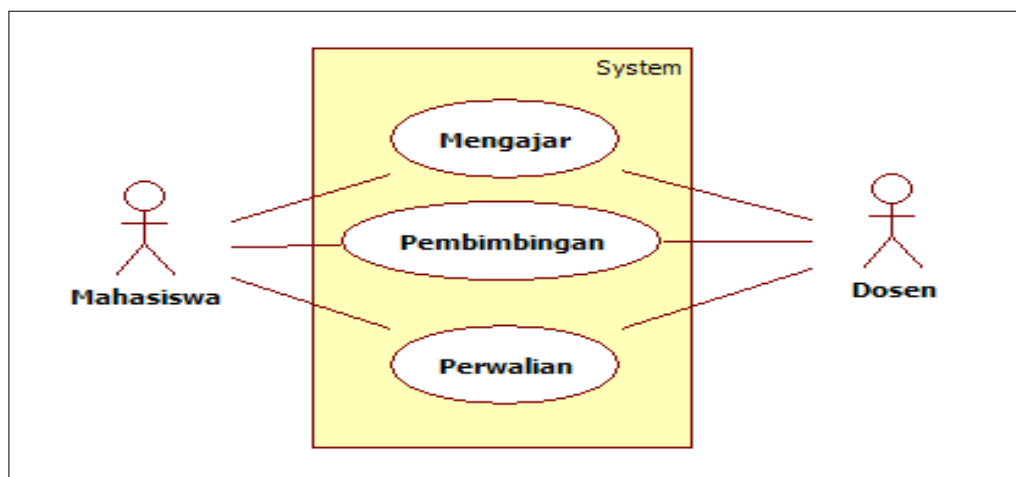 System
Mengajar
Pembimbingan
Perwalian
Mahasiswa
Dosen